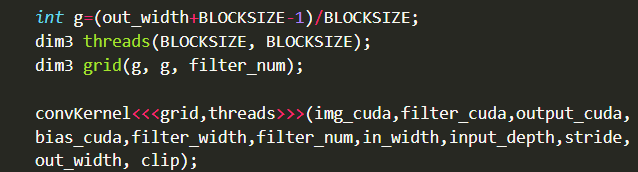 int g=(out_width+BLOCKSIZE-1)/BLOCKSIZE;
dim3 threads(BLOCKSIZE, BLOCKSIZE);
dim3 grid(g, g, filter_num);
convKernel<<<grid,threads>>>(img_cuda,filter_cuda,output_cuda,
bias_cuda,filter_width,filter_num,in_width,input_depth,stride,
out_width, clip);